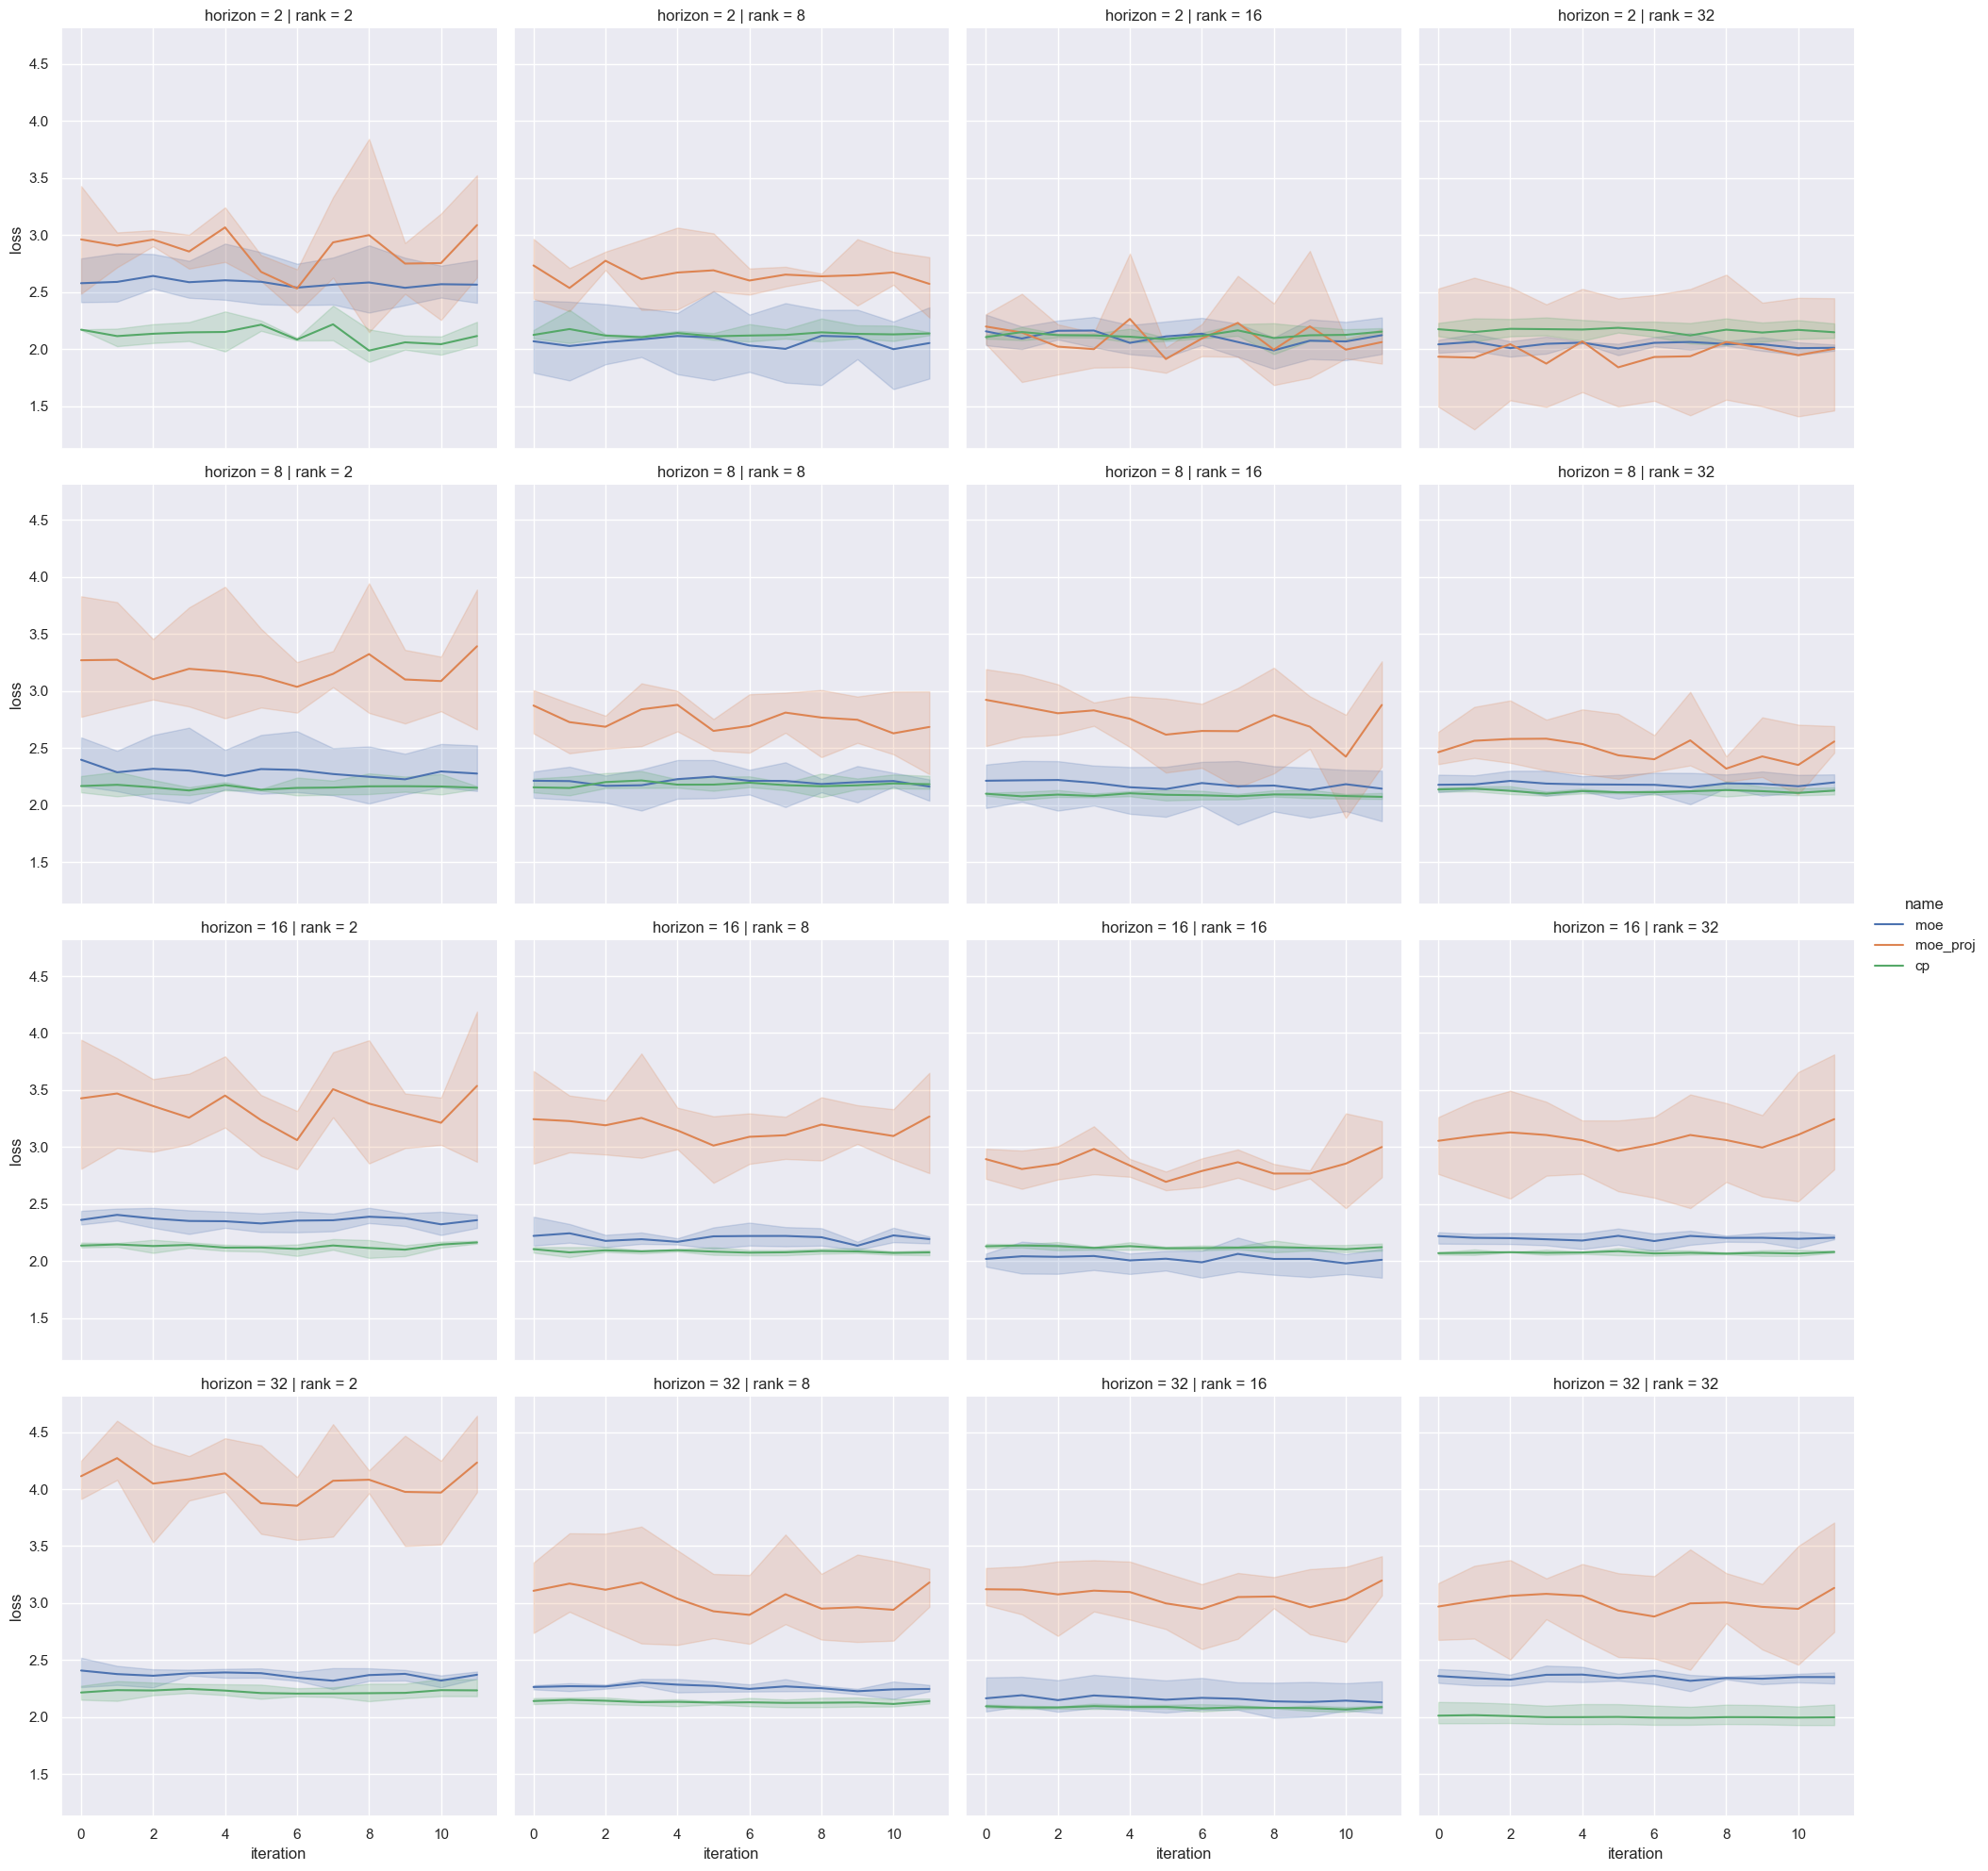 horizon = 2 | rank = 2
horizon = 2 | rank = 8
horizon = 2 | rank = 16
horizon = 2 | rank = 32
4.5
4.0
3.5
3.0
2.5
2.0
1.5
loss
horizon = 8 | rank = 2
horizon = 8 | rank = 8
horizon = 8 | rank = 16
horizon = 8 | rank = 32
4.5
4.0
3.5
3.0
2.5
2.0
1.5
loss
horizon = 16 | rank = 2
horizon = 16 | rank = 8
horizon = 16 | rank = 16
horizon = 16 | rank = 32
4.5
4.0
3.5
3.0
2.5
2.0
1.5
loss
name
moe
moe_proj
cp
horizon = 32 | rank = 2
horizon = 32 | rank = 8
horizon = 32 | rank = 16
horizon = 32 | rank = 32
4.5
4.0
3.5
3.0
2.5
2.0
1.5
loss
0 2 4 6 8 10
iteration
0 2 4 6 8 10
iteration
0 2 4 6 8 10
iteration
0 2 4 6 8 10
iteration